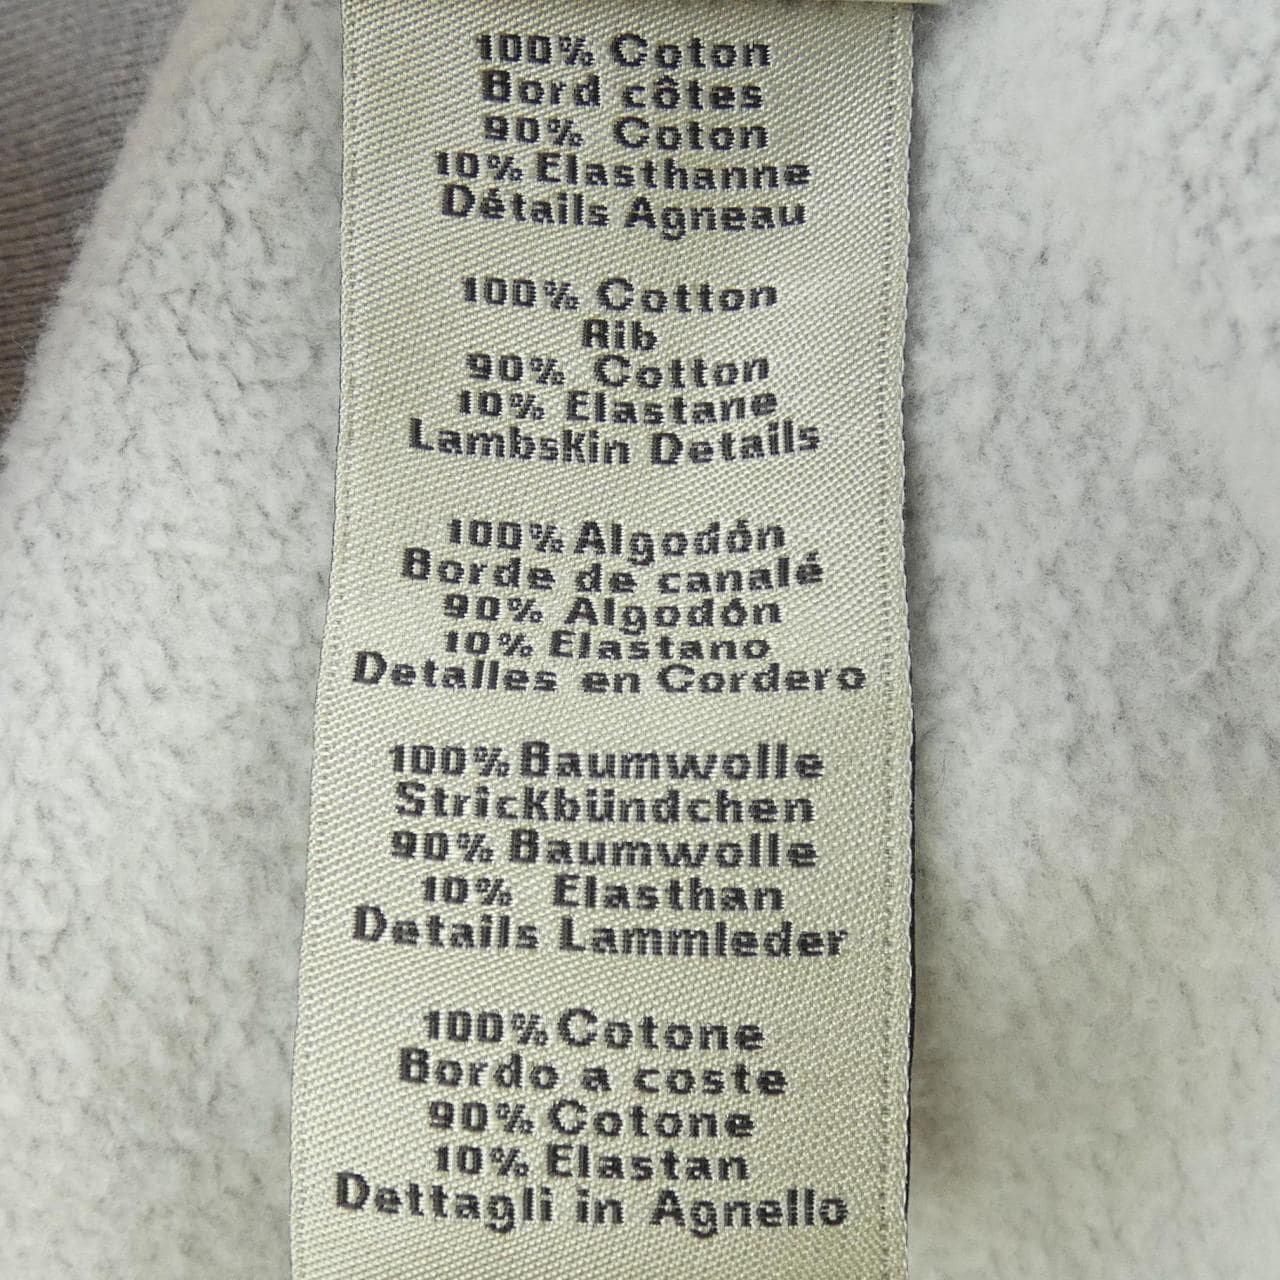 100% Coton
Bord côtes
90% Coton
10% Elasthanne
Détails Agneau
100% Cotton
Rib
90% Cotton
10% Elastane
Lambskin Details
100% Algodón
Borde de canalé
90% Algodón
10% Elastano
Detalles en Cordero
100% Baumwolle
Strickbündchen
90% Baumwolle
10% Elasthan
Details Lammleder
100% Cotone
Bordo a coste
90% Cotone
10% Elastan
Dettagli in Agnello